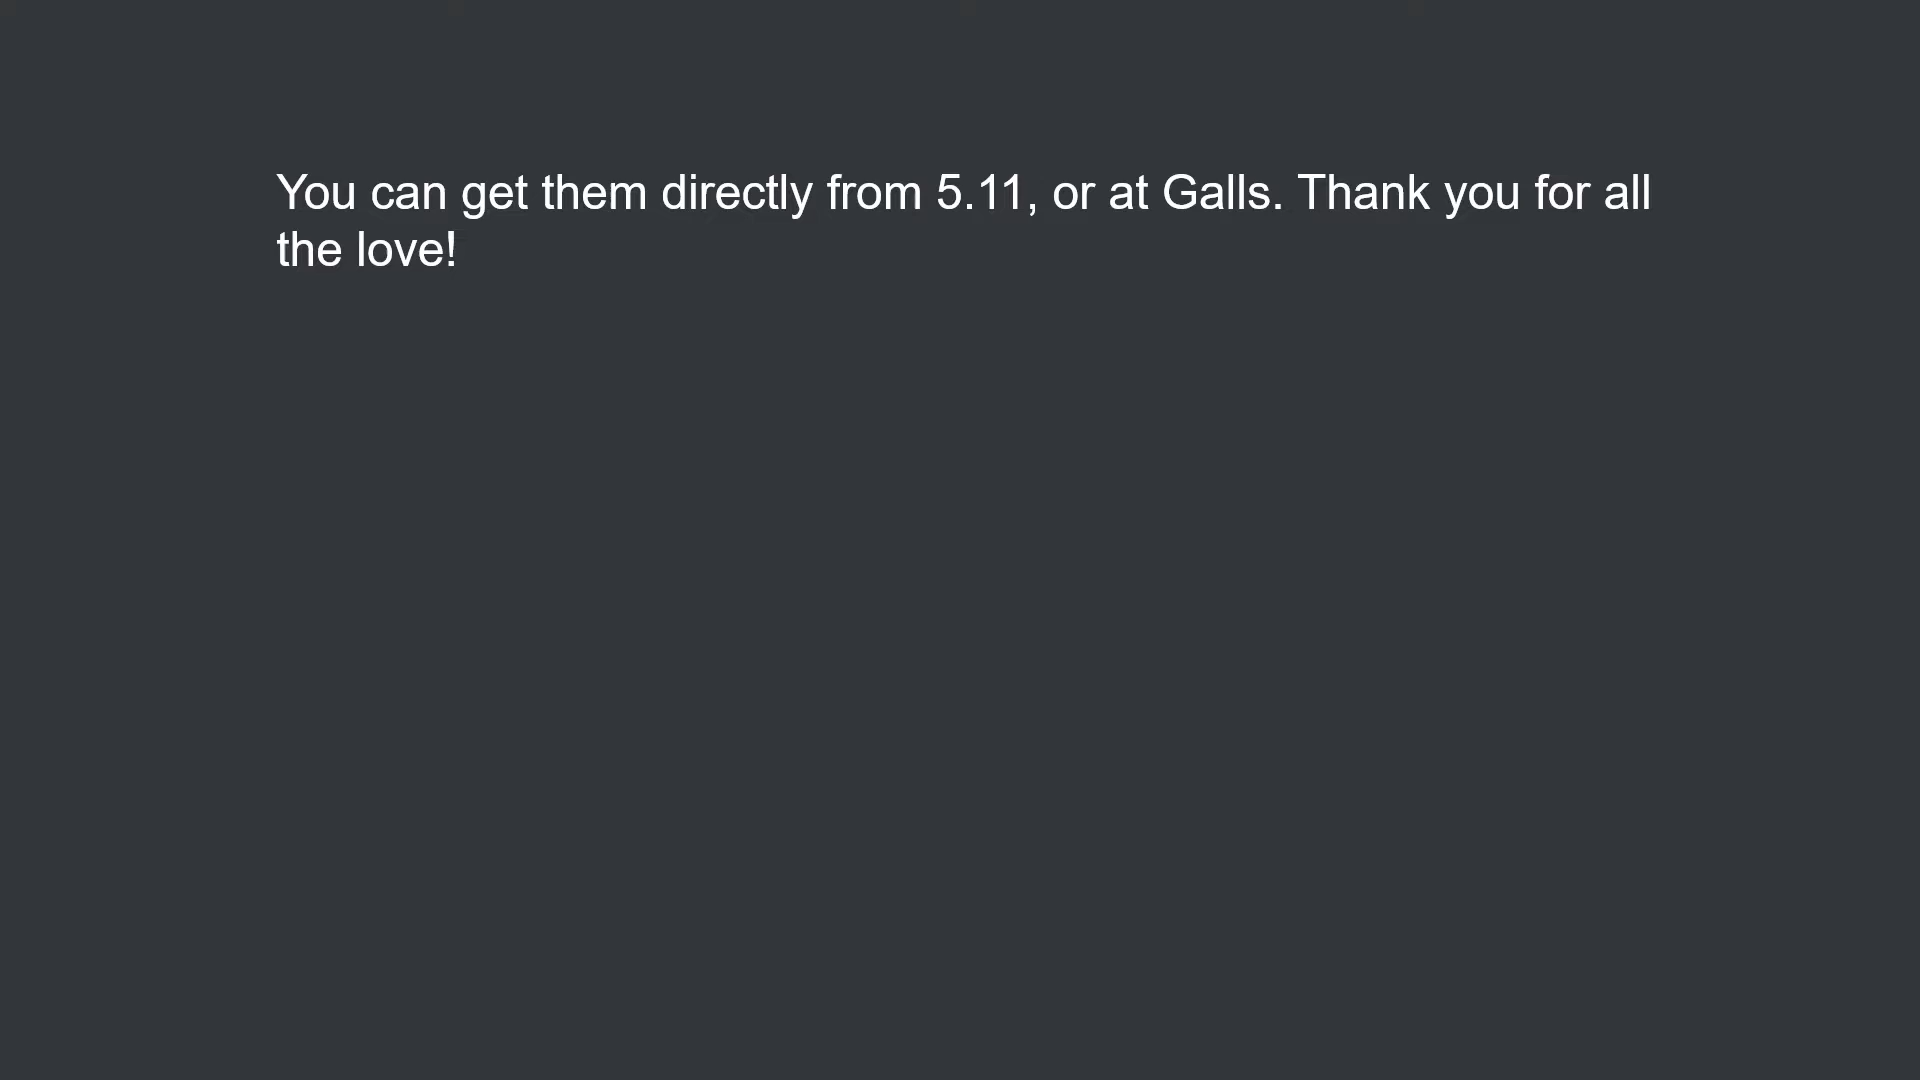 You can get them directly from 5.11, or at Galls. Thank you for all
the love!